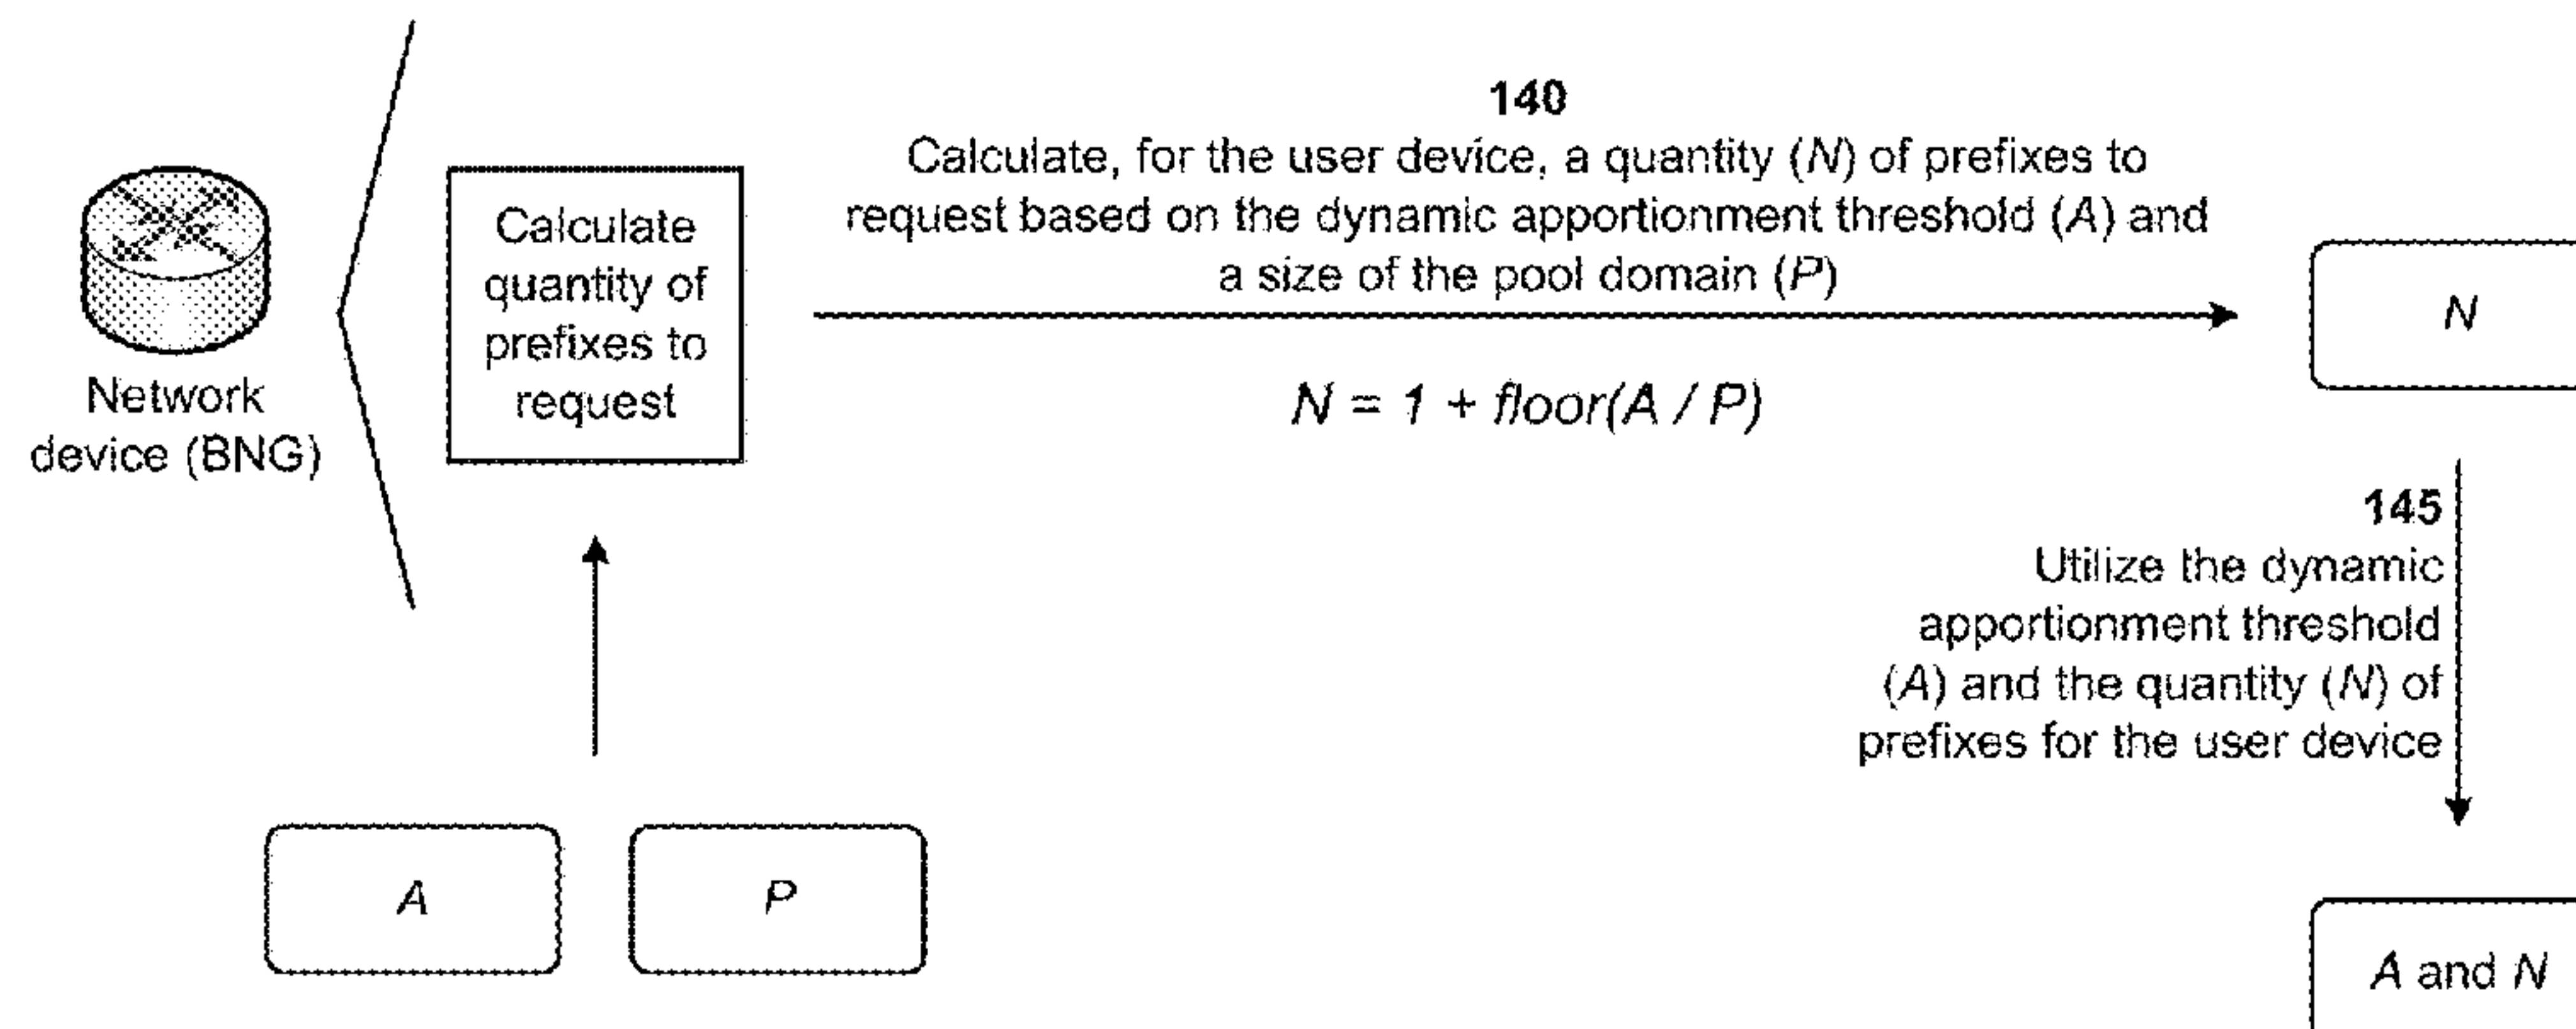 140
Calculate, for the user device, a quantity (N) of prefixes to
request based on the dynamic apportionment threshold (A) and
a size of the pool domain (P)
Calculate
quantity of
prefixes to
request
Network
device (BNG)
N = 1 + floor(A / P)
N
145
Utilize the dynamic
apportionment threshold
(A) and the quantity (N) of
prefixes for the user device
A
P
A and N